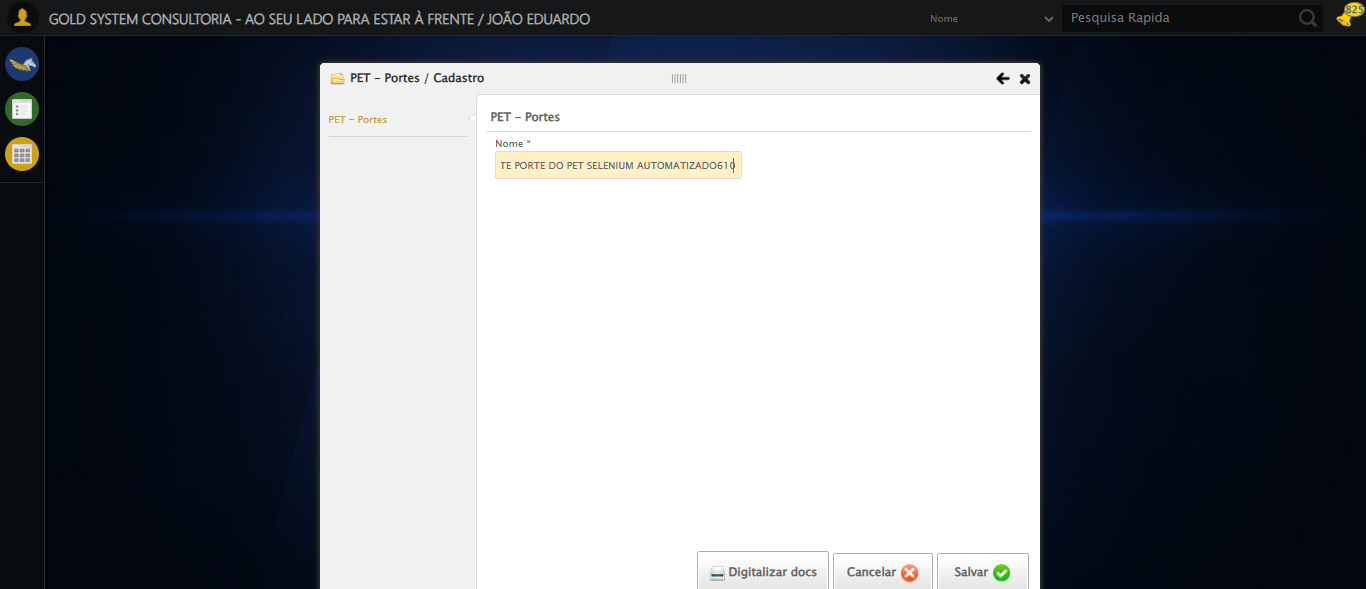 GOLD SYSTEM CONSULTORIA - AO SEU LADO PARA ESTAR À FRENTE / JOÃO EDUARDO
Nome
Pesquisa Rapida
825
PET - Portes / Cadastro
PET - Portes
PET - Portes
Nome *
TE PORTE DO PET SELENIUM AUTOMATIZADO610
Digitalizar docs
Cancelar
Salvar